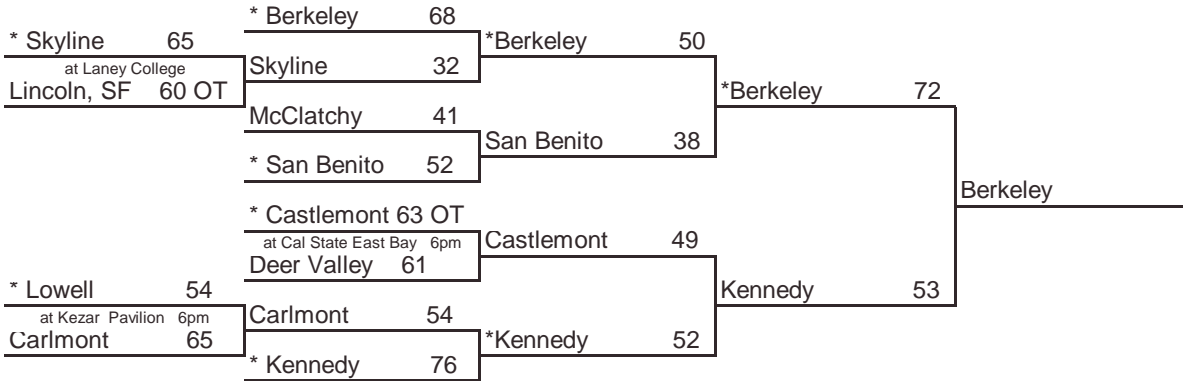 * Berkeley 68
* Skyline 65
*Berkeley 50
at Laney College
Skyline 32
Lincoln, SF 60 OT
*Berkeley 72
McClatchy 41
San Benito 38
* San Benito 52
Berkeley
* Castlemont 63 OT
at Cal State East Bay 6pm
Castlemont 49
Deer Valley 61
* Lowell 54
Kennedy 53
at Kezar Pavilion 6pm
Carlmont 54
Carlmont 65
*Kennedy 52
* Kennedy 76